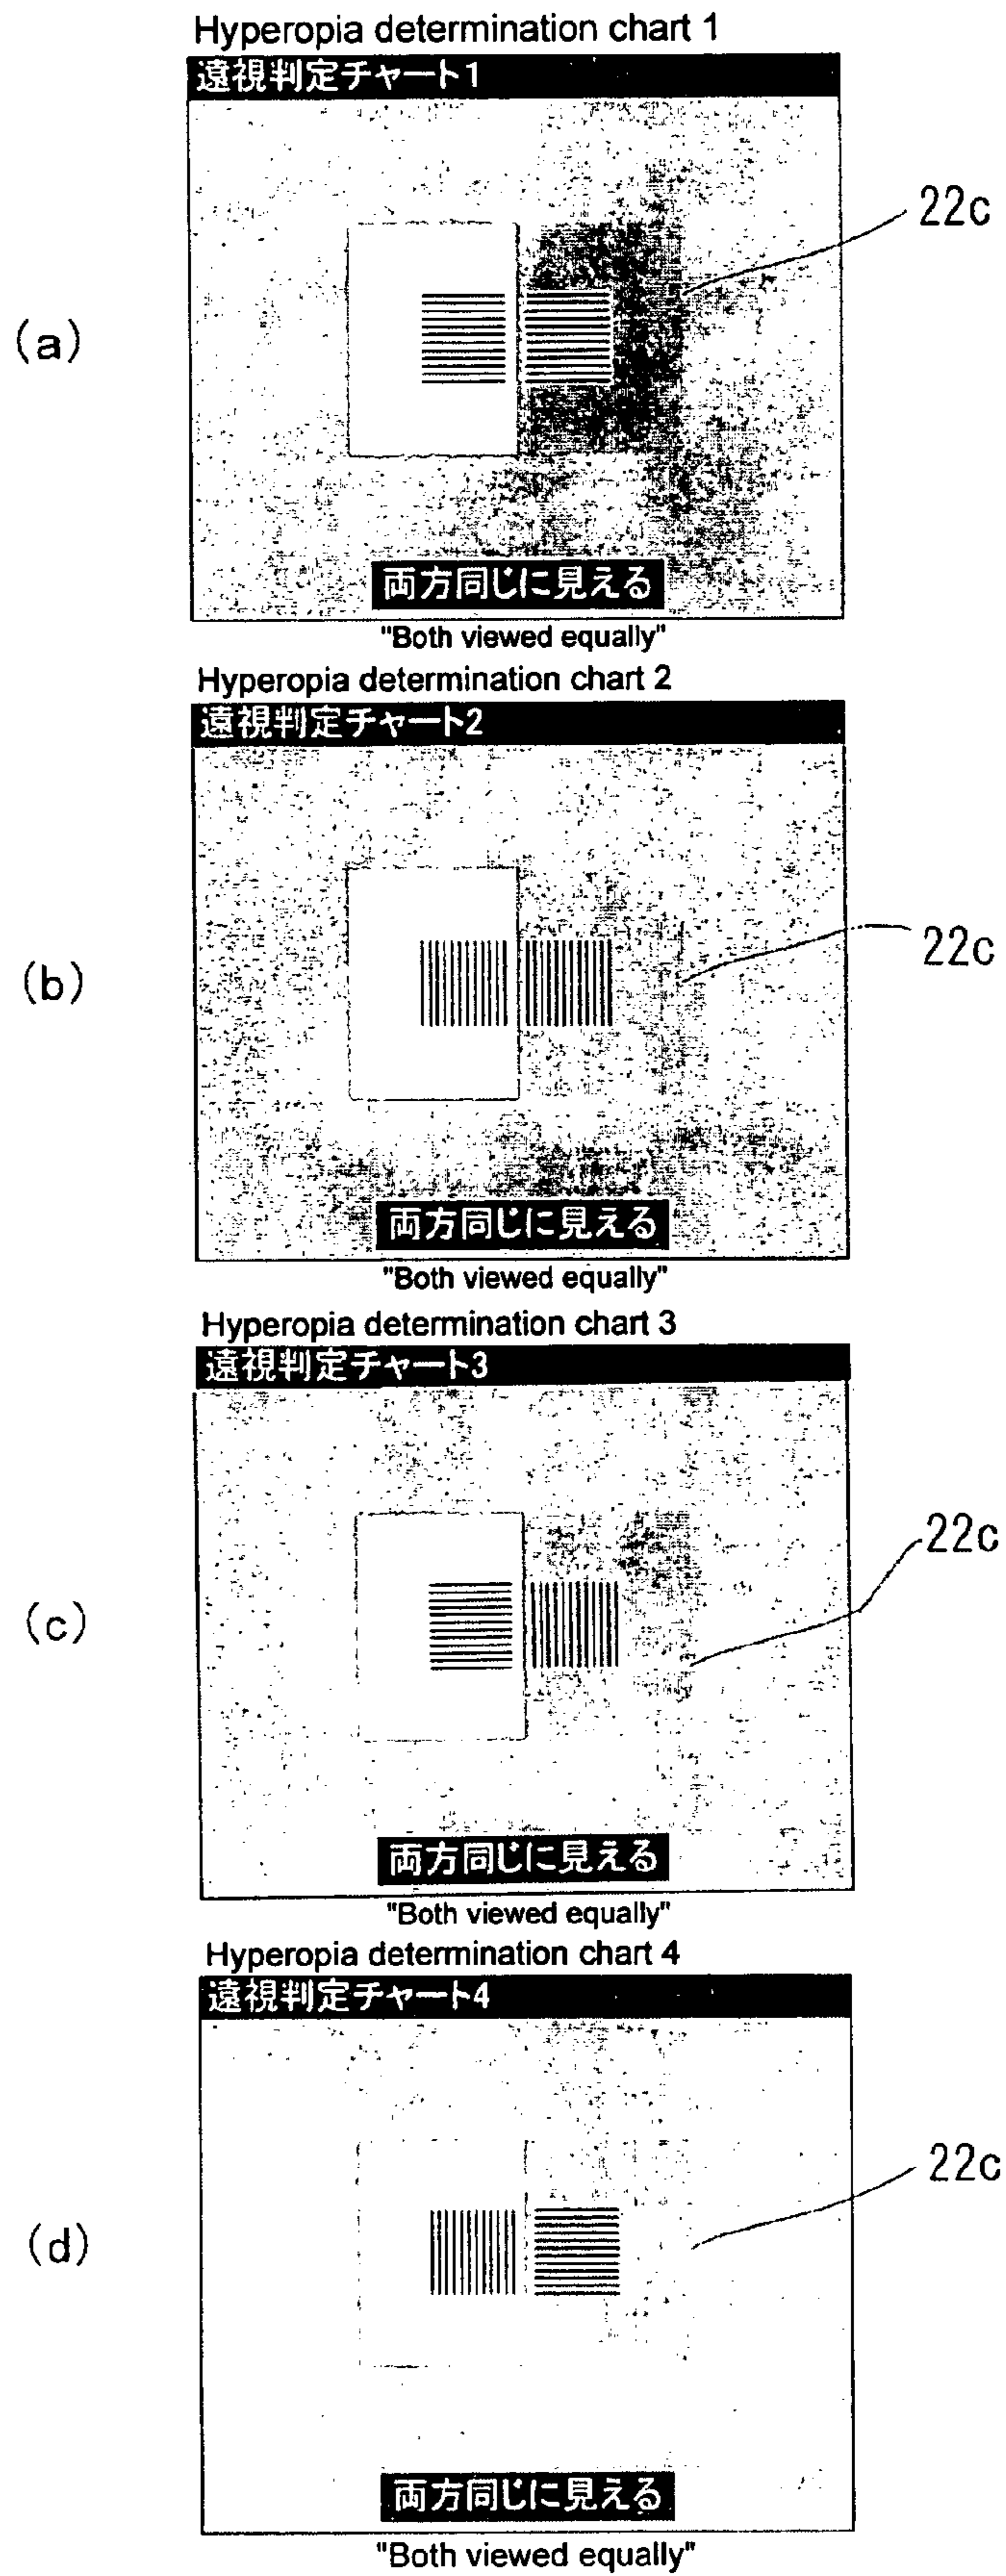 Hyperopia determination chart 1
遠視判定チャート1
22c
(a)
両方同じに見える
"Both viewed equally"
Hyperopia determination chart 2
遠視判定チャート2
22c
(b)
両方同じに見える
"Both viewed equally"
Hyperopia determination chart 3
遠視判定チャート3
22c
(c)
両方同じに見える
"Both viewed equally"
Hyperopia determination chart 4
遠視判定チャート4
22c
(d)
両方同じに見える
"Both viewed equally"